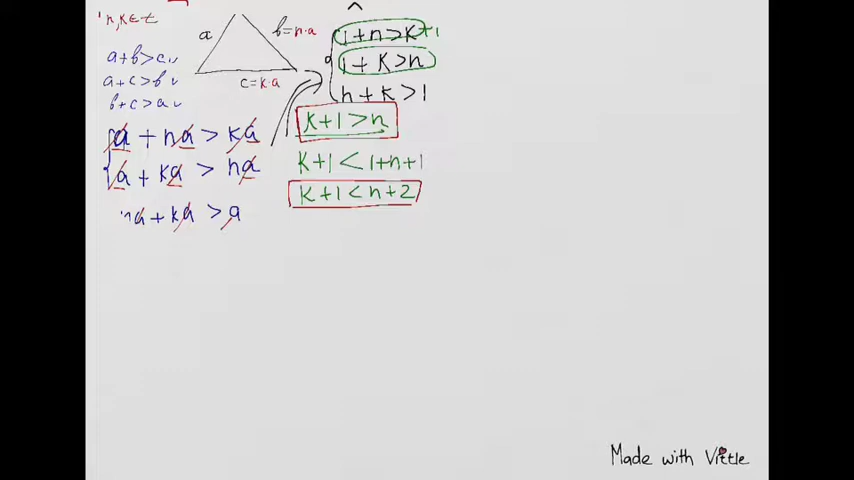 n,k∈t
a+b>c ∪
a+c>b ∪
b+c>a ∪
a
b=n·a
c=k·a
a + na > ka
a + ka > na
na + ka > a
1+n>k+1
1+k>n
n+k>1
k+1>n
k+1<1+n+1
k+1<n+2
Made with Vittle